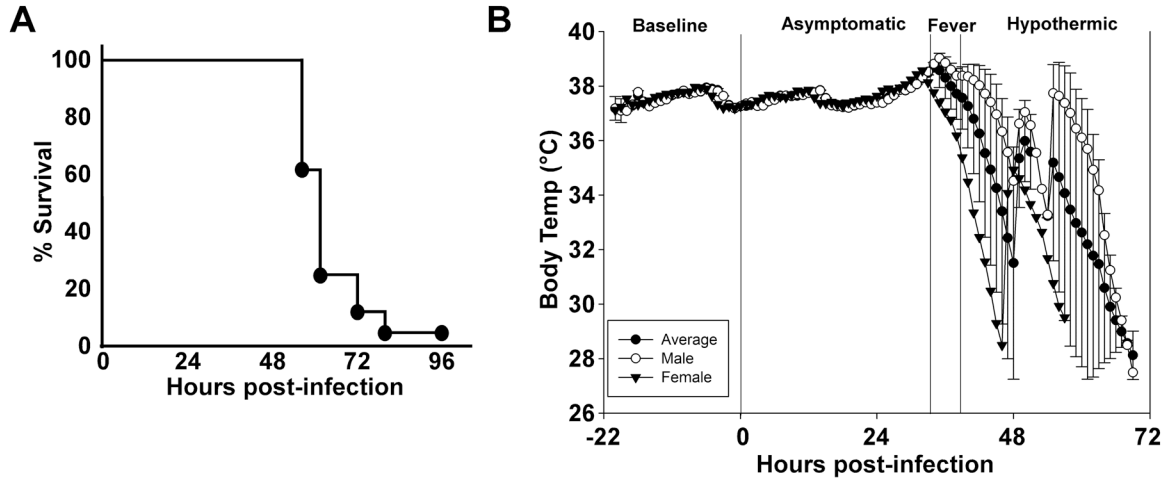 A
% Survival
100
80
60
40
20
0
0 24 48 72 96
Hours post-infection
B
Baseline Asymptomatic Fever Hypothermic
Body Temp (°C)
40
38
36
34
32
30
28
26
Average
Male
Female
-22 0 24 48 72
Hours post-infection